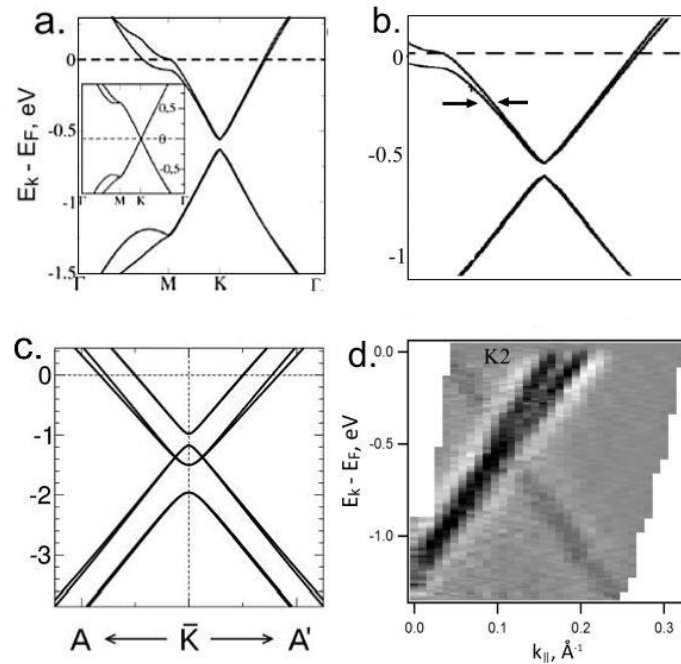 a.
E_k - E_F, eV
0
-0.5
-1
-1.5
Γ M K Γ
0,5
0
-0.5
Γ M K Γ
b.
0
-0.5
-1
c.
0
-1
-2
-3
A ← K̄ → A'
d.
K2
E_k - E_F, eV
0.0
-0.5
-1.0
0.0 0.1 0.2 0.3
k_||, Å⁻¹